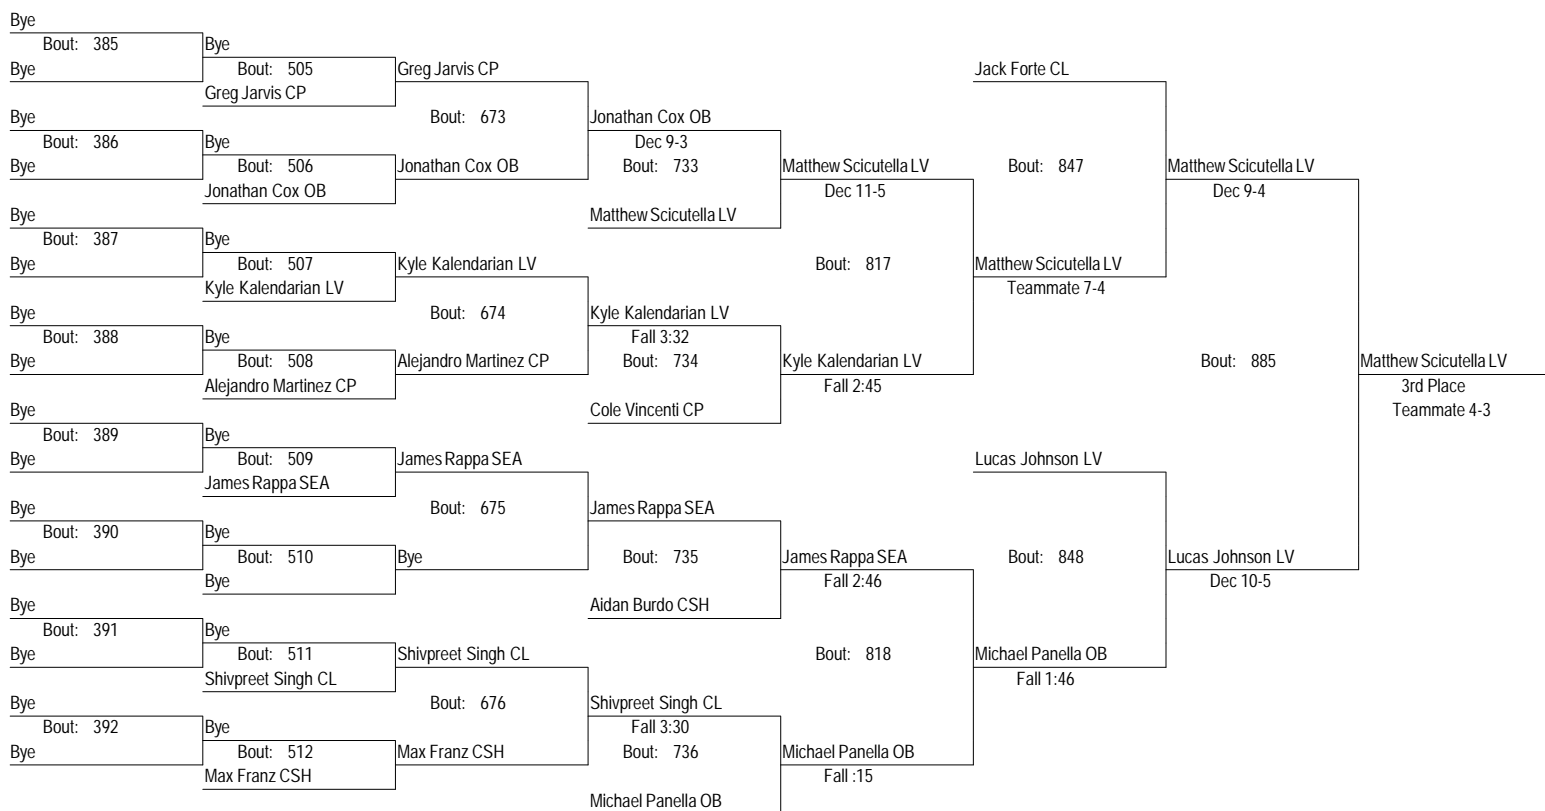 Bye
Bout: 385
Bye
Bye
Bout: 505
Greg Jarvis CP
Greg Jarvis CP
Bye
Bout: 386
Bye
Bye
Bout: 506
Jonathan Cox OB
Jonathan Cox OB
Bout: 673
Jonathan Cox OB
Dec 9-3
Bout: 733
Matthew Scicutella LV
Matthew Scicutella LV
Dec 11-5
Bye
Bout: 387
Bye
Bye
Bout: 507
Kyle Kalendarian LV
Kyle Kalendarian LV
Bye
Bout: 388
Bye
Bye
Bout: 508
Alejandro Martinez CP
Alejandro Martinez CP
Bout: 674
Kyle Kalendarian LV
Fall 3:32
Bout: 734
Cole Vincenti CP
Kyle Kalendarian LV
Fall 2:45
Bout: 817
Jack Forte CL
Bout: 847
Matthew Scicutella LV
Teammate 7-4
Matthew Scicutella LV
Dec 9-4
Bye
Bout: 389
Bye
Bye
Bout: 509
James Rappa SEA
James Rappa SEA
Bye
Bout: 390
Bye
Bye
Bout: 510
Bye
Bye
Bout: 675
James Rappa SEA
Bout: 735
Aidan Burdo CSH
James Rappa SEA
Fall 2:46
Bye
Bout: 391
Bye
Bye
Bout: 511
Shivpreet Singh CL
Shivpreet Singh CL
Bye
Bout: 392
Bye
Bye
Bout: 512
Max Franz CSH
Max Franz CSH
Bout: 676
Shivpreet Singh CL
Fall 3:30
Bout: 736
Michael Panella OB
Michael Panella OB
Fall :15
Bout: 818
Lucas Johnson LV
Bout: 848
Michael Panella OB
Fall 1:46
Lucas Johnson LV
Dec 10-5
Bout: 885
Matthew Scicutella LV
3rd Place
Teammate 4-3